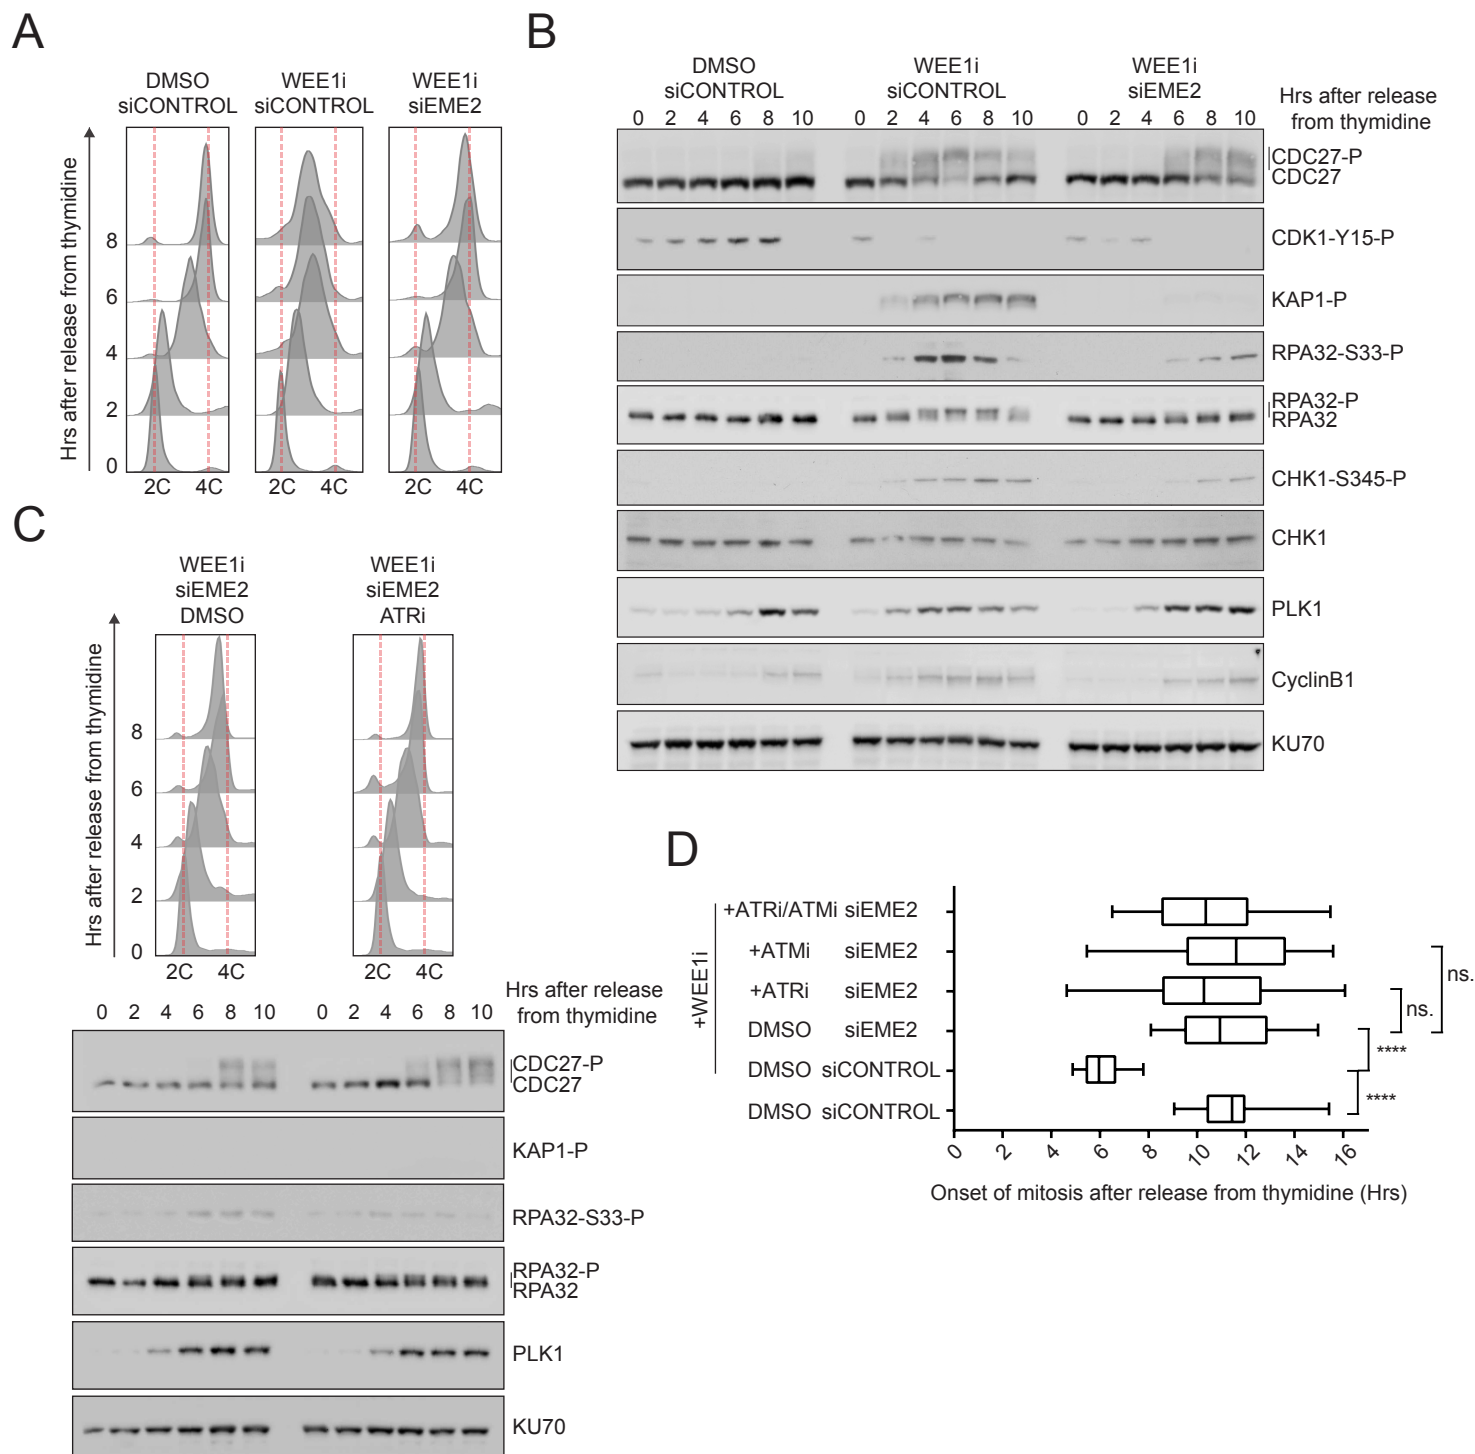 A
DMSO
siCONTROL
WEE1i
siCONTROL
WEE1i
siEME2
Hrs after release from thymidine
8
6
4
2
0
2C 4C
2C 4C
2C 4C
B
DMSO
siCONTROL
WEE1i
siCONTROL
WEE1i
siEME2
Hrs after release
from thymidine
0 2 4 6 8 10
0 2 4 6 8 10
0 2 4 6 8 10
CDC27-P
CDC27
CDK1-Y15-P
KAP1-P
RPA32-S33-P
RPA32-P
RPA32
CHK1-S345-P
CHK1
PLK1
CyclinB1
KU70
C
WEE1i
siEME2
DMSO
WEE1i
siEME2
ATRi
Hrs after release from thymidine
8
6
4
2
0
2C 4C
2C 4C
0 2 4 6 8 10
0 2 4 6 8 10
Hrs after release
from thymidine
CDC27-P
CDC27
KAP1-P
RPA32-S33-P
RPA32-P
RPA32
PLK1
KU70
D
+WEE1i
+ATRi/ATMi siEME2
+ATMi siEME2
+ATRi siEME2
DMSO siEME2
DMSO siCONTROL
DMSO siCONTROL
ns.
ns.
****
****
0 2 4 6 8 10 12 14 16
Onset of mitosis after release from thymidine (Hrs)